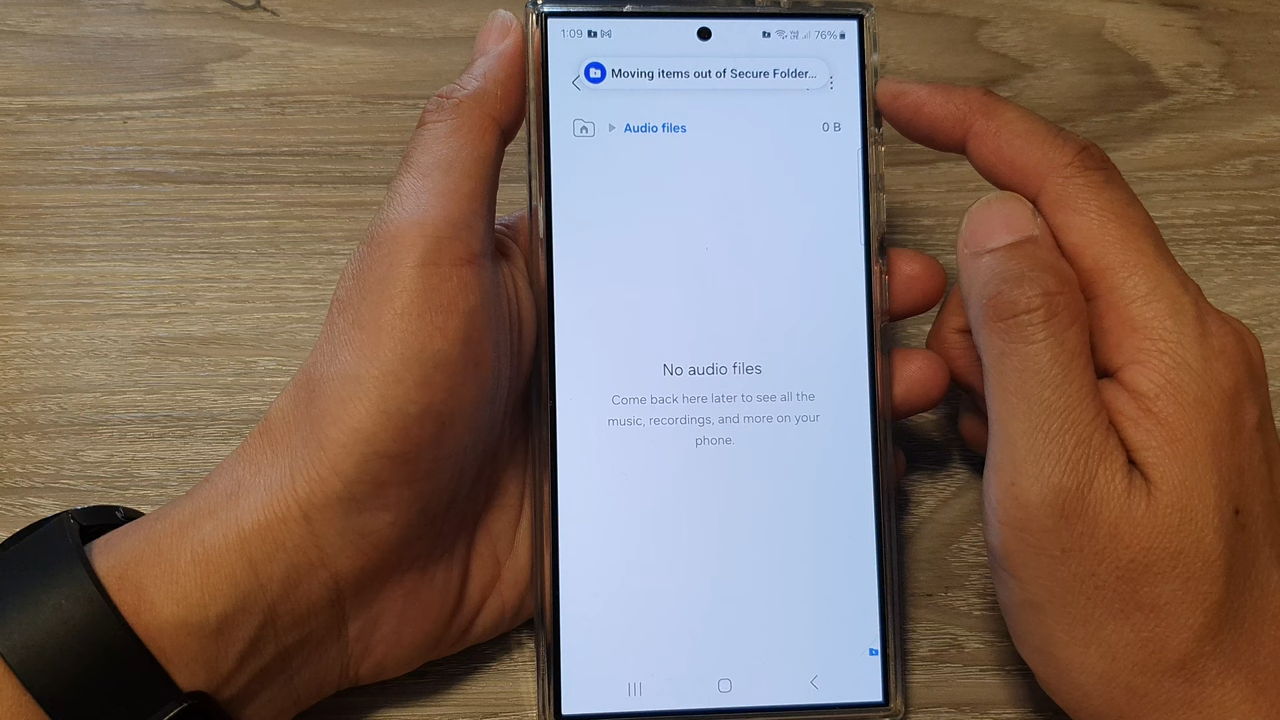 1:09
76%
Moving items out of Secure Folder...
Audio files
0 B
No audio files
Come back here later to see all the
music, recordings, and more on your
phone.